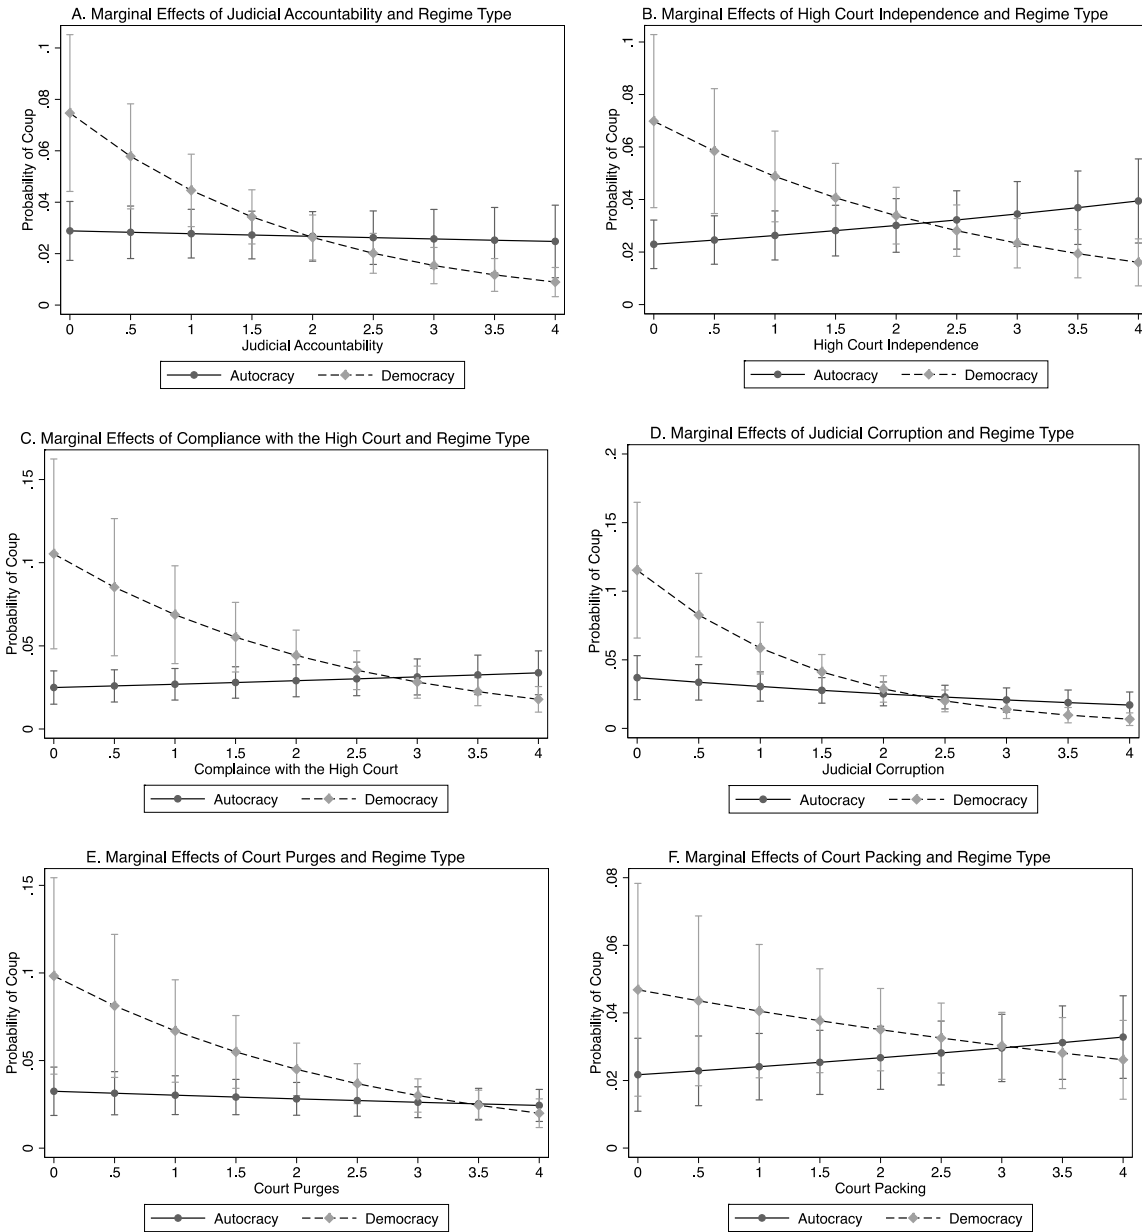 A. Marginal Effects of Judicial Accountability and Regime Type
Probability of Coup
0 .02 .04 .06 .08 .1
0 .5 1 1.5 2 2.5 3 3.5 4
Judicial Accountability
Autocracy Democracy
B. Marginal Effects of High Court Independence and Regime Type
Probability of Coup
0 .02 .04 .06 .08 .1
0 .5 1 1.5 2 2.5 3 3.5 4
High Court Independence
Autocracy Democracy
C. Marginal Effects of Compliance with the High Court and Regime Type
Probability of Coup
0 .05 .1 .15
0 .5 1 1.5 2 2.5 3 3.5 4
Complaince with the High Court
Autocracy Democracy
D. Marginal Effects of Judicial Corruption and Regime Type
Probability of Coup
0 .05 .1 .15 .2
0 .5 1 1.5 2 2.5 3 3.5 4
Judicial Corruption
Autocracy Democracy
E. Marginal Effects of Court Purges and Regime Type
Probability of Coup
0 .05 .1 .15
0 .5 1 1.5 2 2.5 3 3.5 4
Court Purges
Autocracy Democracy
F. Marginal Effects of Court Packing and Regime Type
Probability of Coup
0 .02 .04 .06 .08
0 .5 1 1.5 2 2.5 3 3.5 4
Court Packing
Autocracy Democracy